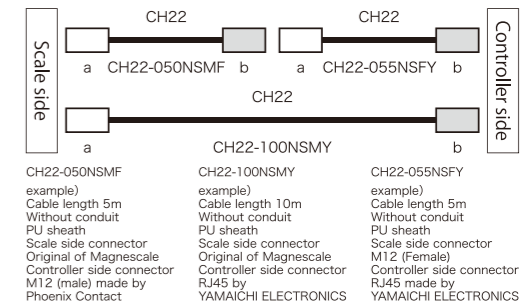 CH22
CH22
Scale side
Controller side
a
CH22-050NSMF
b
a
CH22-055NSFY
b
CH22
a
CH22-100NSMY
b
CH22-050NSMF
example)
Cable length 5m
Without conduit
PU sheath
Scale side connector
Original of Magnescale
Controller side connector
M12 (male) made by
Phoenix Contact
CH22-100NSMY
example)
Cable length 10m
Without conduit
PU sheath
Scale side connector
Original of Magnescale
Controller side connector
RJ45 by
YAMAICHI ELECTRONICS
CH22-055NSFY
example)
Cable length 5m
Without conduit
PU sheath
Scale side connector
M12 (Female)
Controller side connector
RJ45 made by
YAMAICHI ELECTRONICS